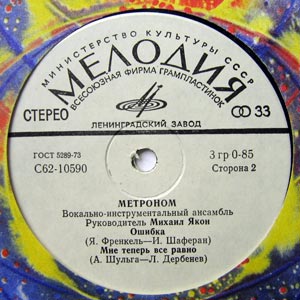 МИНИСТЕРСТВО КУЛЬТУРЫ СССР
МЕЛОДИЯ
ВСЕСОЮЗНАЯ ФИРМА ГРАМПЛАСТИНОК
СТЕРЕО
33
ЛЕНИНГРАДСКИЙ ЗАВОД
ГОСТ 5289-73
3 гр 0-85
С62-10590
Сторона 2
МЕТРОНОМ
Вокально-инструментальный ансамбль
Руководитель Михаил Якон
Ошибка
(Я. Френкель—И. Шаферан)
Мне теперь все равно
(А. Шульга—Л. Дербенев)